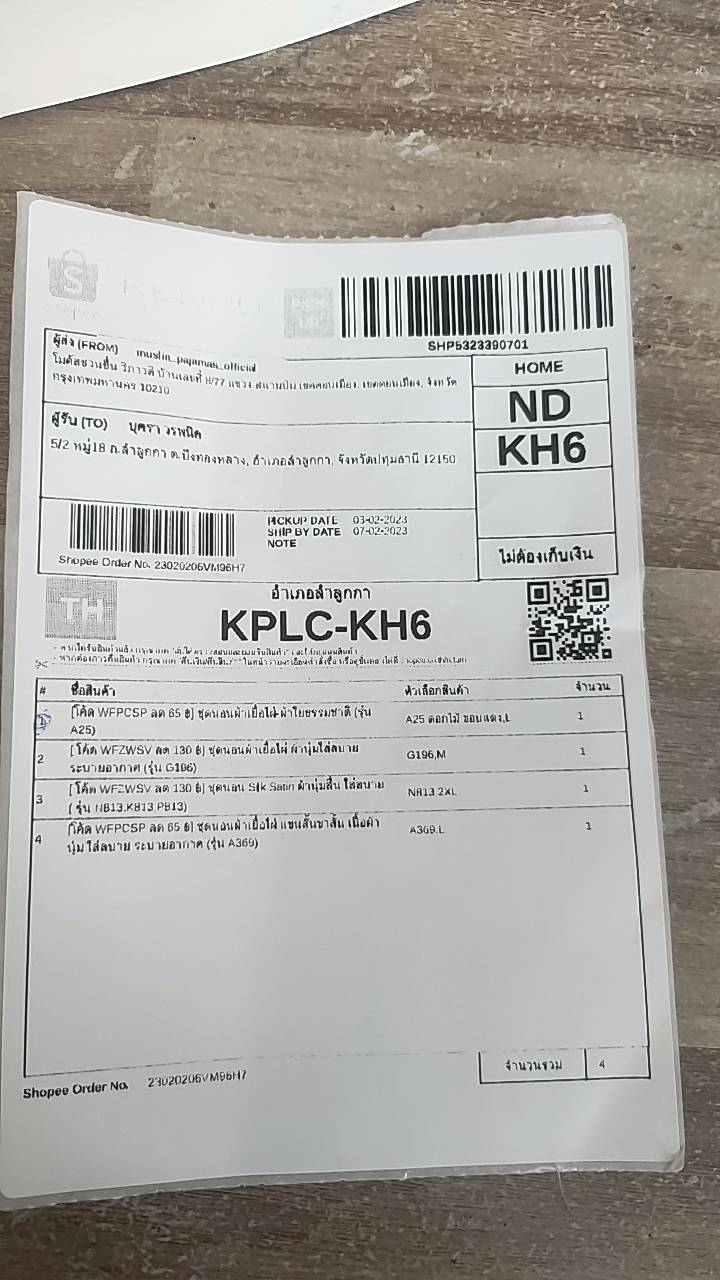 S
SHP5323390701
ผู้ส่ง (FROM) muslin_pajamas_official
โมดัสชวนชื่น วิภาวดี บ้านเลขที่ 8/77 แขวง สนามบิน เขตดอนเมือง, เขตดอนเมือง, จังหวัด
กรุงเทพมหานคร 10210
HOME
ND
KH6
ผู้รับ (TO) บุศรา วรพนิค
5/2 หมู่18 ถ.ลำลูกกา ต.บึงทองหลาง, อำเภอลำลูกกา, จังหวัดปทุมธานี 12150
PICKUP DATE 03-02-2023
SHIP BY DATE 07-02-2023
NOTE
Shopee Order No. 23020206VM96H7
ไม่ต้องเก็บเงิน
TH
อำเภอลำลูกกา
KPLC-KH6
# ชื่อสินค้า ตัวเลือกสินค้า จำนวน
1 [โค้ด WFPCSP ลด 65 ฿] ชุดนอนผ้าเยื่อไผ่-ผ้าใยธรรมชาติ (รุ่น A25 ดอกไม้ ขอบแดง,L 1
A25)
2 [โค้ด WFZWSV ลด 130 ฿] ชุดนอนผ้าเยื่อไผ่ ผ้านุ่มใส่สบาย G196,M 1
ระบายอากาศ (รุ่น G196)
3 [โค้ด WFZWSV ลด 130 ฿] ชุดนอน Silk Satin ผ้านุ่มลื่น ใส่สบาย N813,2XL 1
( รุ่น N813,K813,P813)
4 [โค้ด WFPCSP ลด 65 ฿] ชุดนอนผ้าเยื่อไผ่ แขนสั้นขาสั้น เนื้อผ้า A369,L 1
นุ่ม ใส่สบาย ระบายอากาศ (รุ่น A369)
จำนวนรวม 4
Shopee Order No. 23020206VM96H7